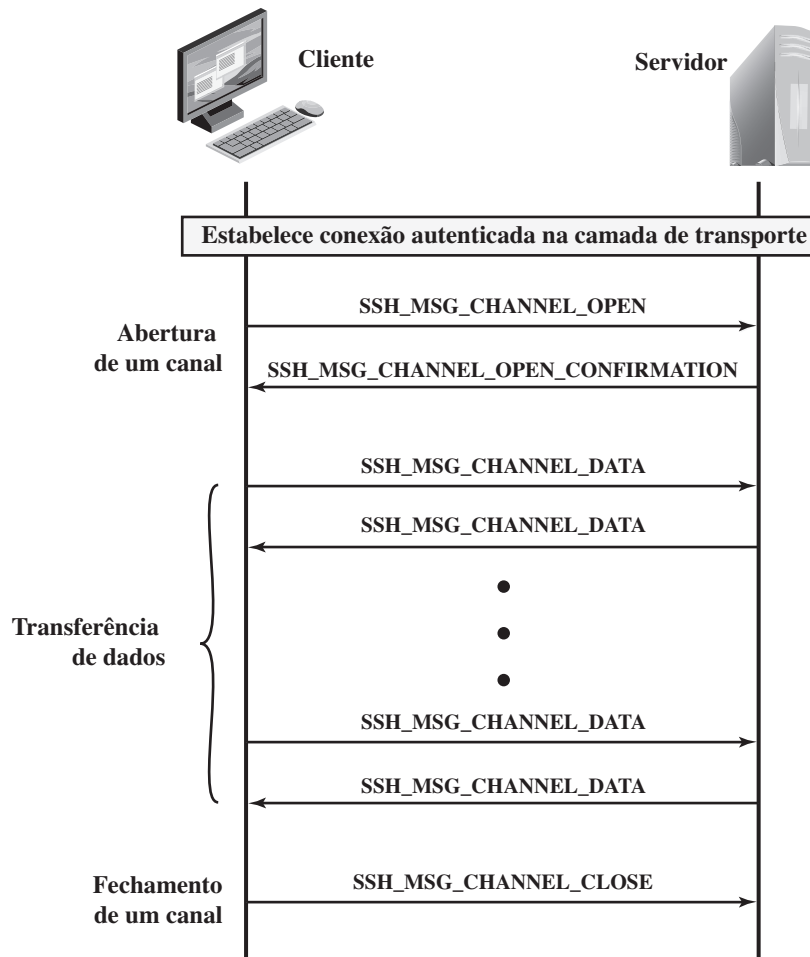 Cliente
Servidor
Estabelece conexão autenticada na camada de transporte
Abertura
de um canal
SSH_MSG_CHANNEL_OPEN
SSH_MSG_CHANNEL_OPEN_CONFIRMATION
SSH_MSG_CHANNEL_DATA
SSH_MSG_CHANNEL_DATA
Transferência
de dados
SSH_MSG_CHANNEL_DATA
SSH_MSG_CHANNEL_DATA
Fechamento
de um canal
SSH_MSG_CHANNEL_CLOSE